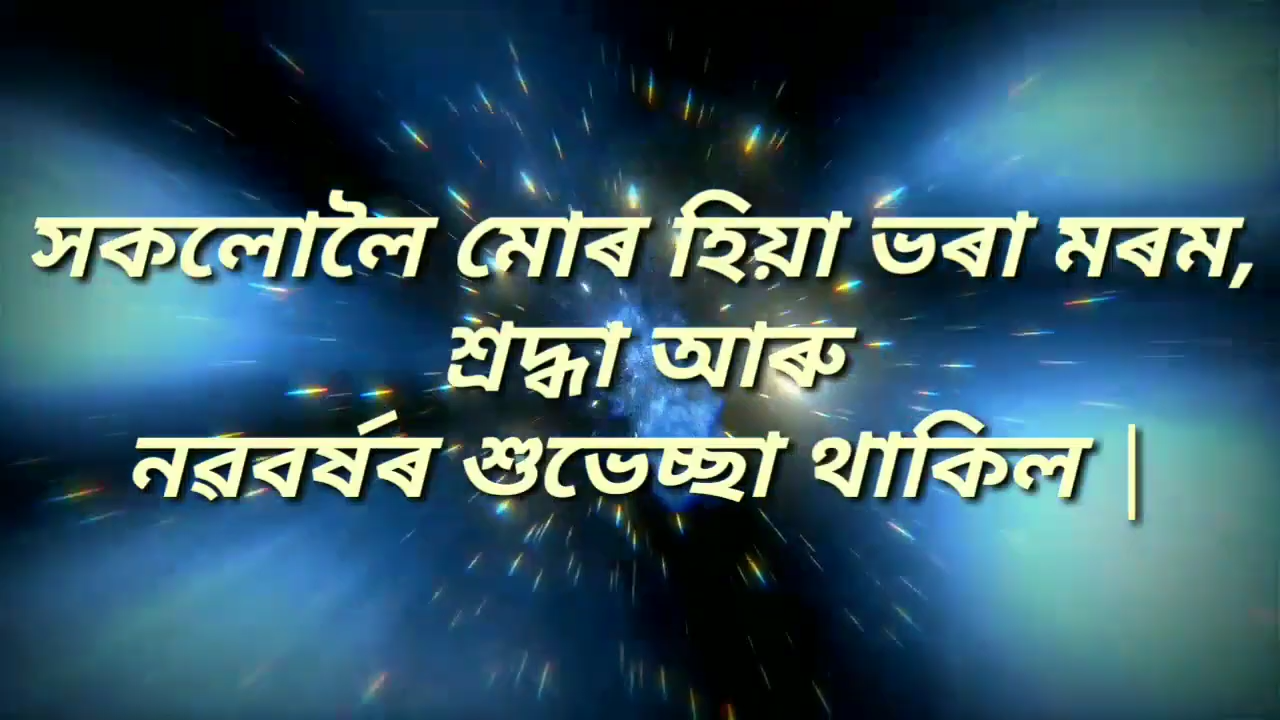 সকলোলৈ মোৰ হিয়া ভৰা মৰম,
শ্ৰদ্ধা আৰু
নৱবৰ্ষৰ শুভেচ্ছা থাকিল |